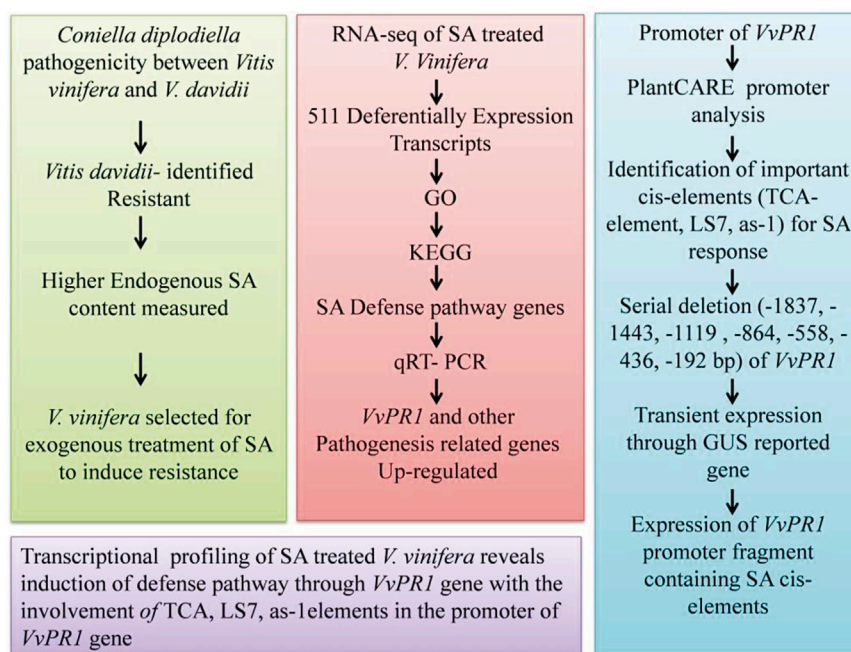 Coniella diplodiella
pathogenicity between Vitis
vinifera and V. davidii
Vitis davidii- identified
Resistant
Higher Endogenous SA
content measured
V. vinifera selected for
exogenous treatment of SA
to induce resistance
RNA-seq of SA treated
V. Vinifera
511 Deferentially Expression
Transcripts
GO
KEGG
SA Defense pathway genes
qRT- PCR
VvPR1 and other
Pathogenesis related genes
Up-regulated
Promoter of VvPR1
PlantCARE promoter
analysis
Identification of important
cis-elements (TCA-
element, LS7, as-1) for SA
response
Serial deletion (-1837, -
1443, -1119 , -864, -558, -
436, -192 bp) of VvPR1
Transient expression
through GUS reported
gene
Expression of VvPR1
promoter fragment
containing SA cis-
elements
Transcriptional profiling of SA treated V. vinifera reveals
induction of defense pathway through VvPR1 gene with the
involvement of TCA, LS7, as-1elements in the promoter of
VvPR1 gene